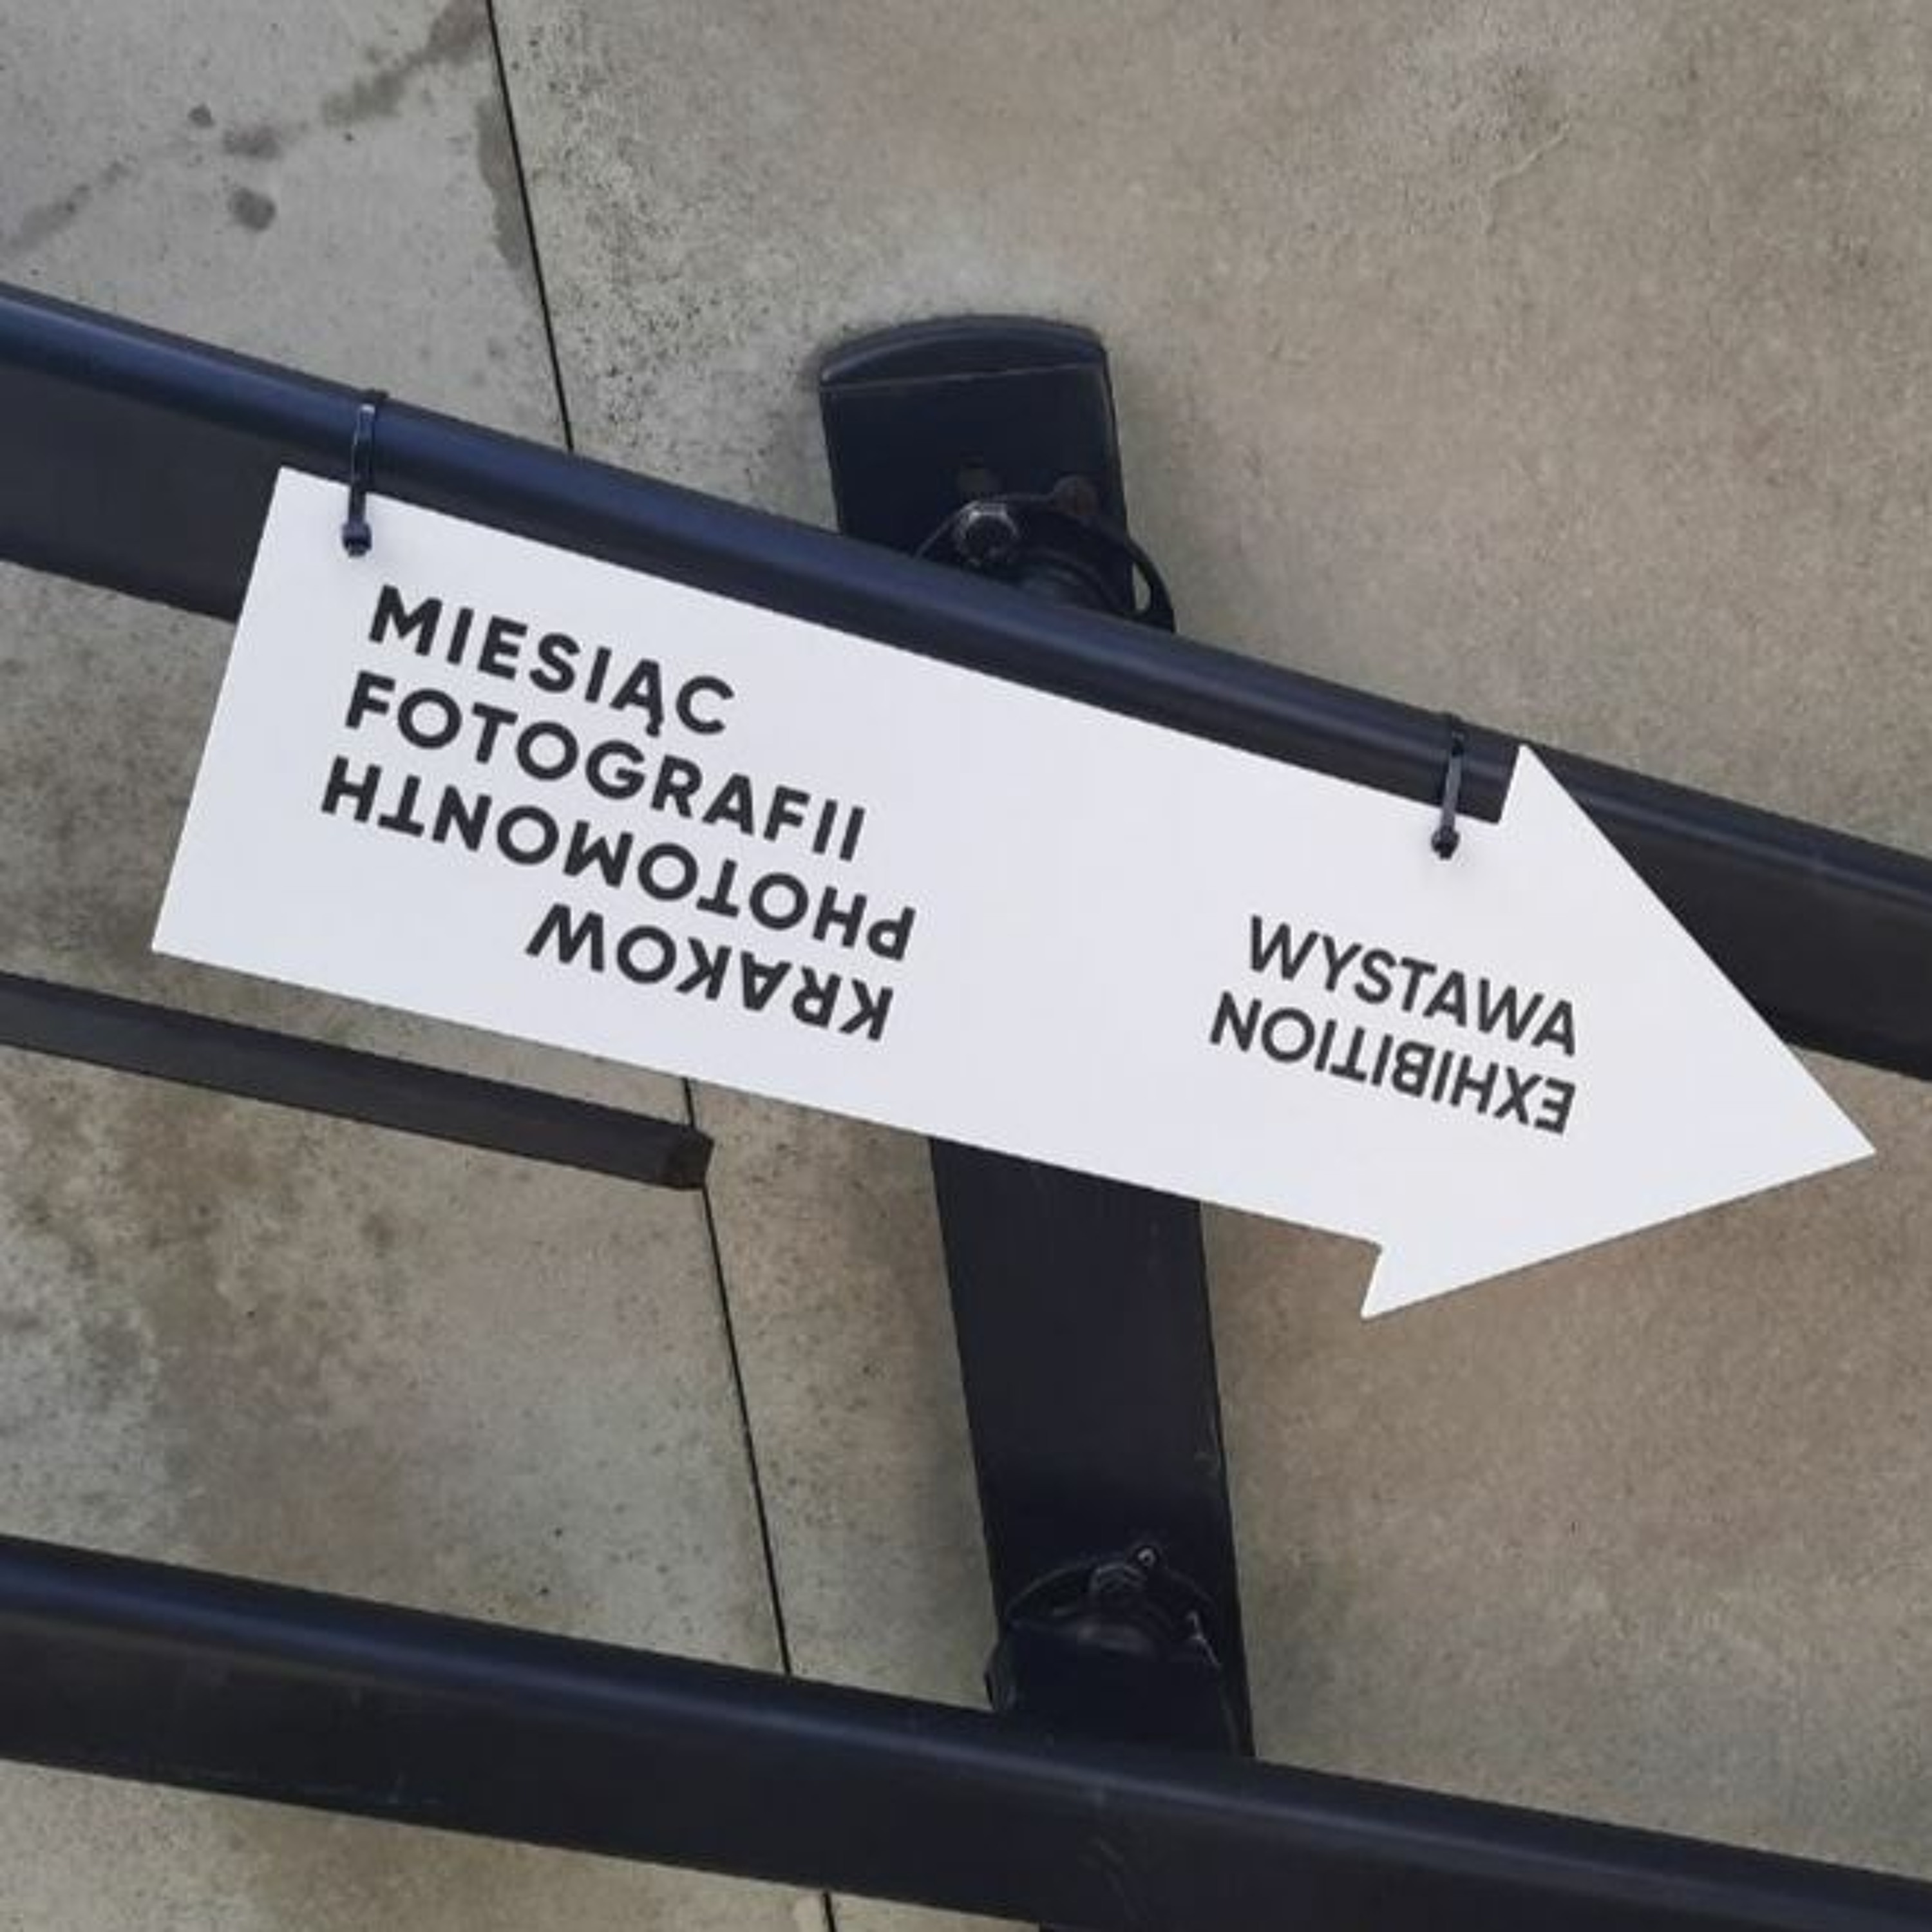 MIESIĄC
FOTOGRAFII
KRAKOW
PHOTOMONTH
WYSTAWA
EXHIBITION